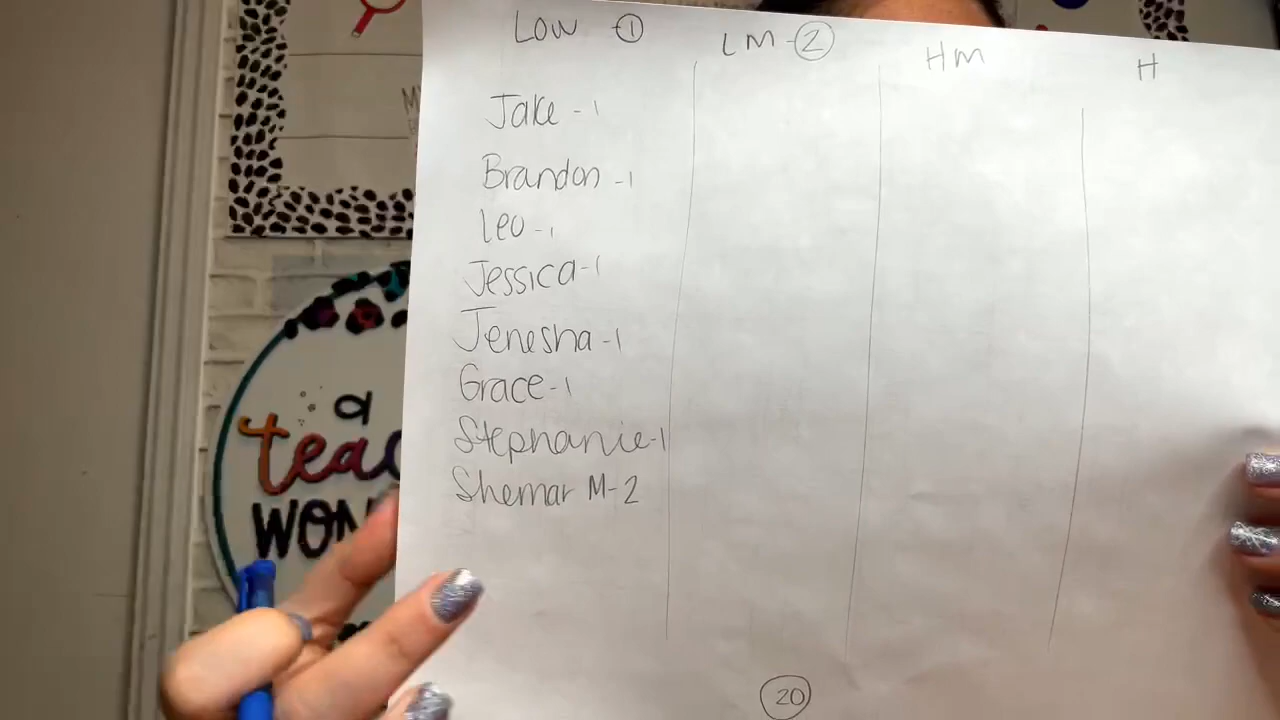 Low - ①
LM - ②
HM
H
Jake - 1
Brandon - 1
Leo - 1
Jessica - 1
Jenesha - 1
Grace - 1
Stephanie - 1
Shemar M - 2
20
a
WON